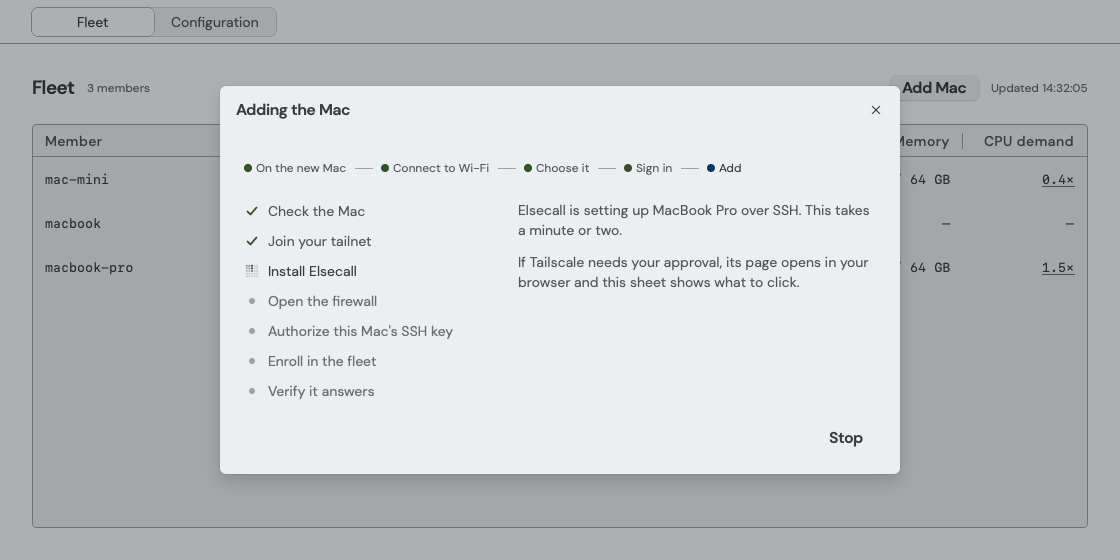 Fleet
Configuration
Fleet
3 members
Add Mac
Updated 14:32:05
Member
Memory
CPU demand
mac-mini
64 GB
0.4×
macbook
—
—
macbook-pro
64 GB
1.5×
Adding the Mac
×
On the new Mac
Connect to Wi-Fi
Choose it
Sign in
Add
Check the Mac
Join your tailnet
Install Elsecall
Open the firewall
Authorize this Mac's SSH key
Enroll in the fleet
Verify it answers
Elsecall is setting up MacBook Pro over SSH. This takes
a minute or two.
If Tailscale needs your approval, its page opens in your
browser and this sheet shows what to click.
Stop